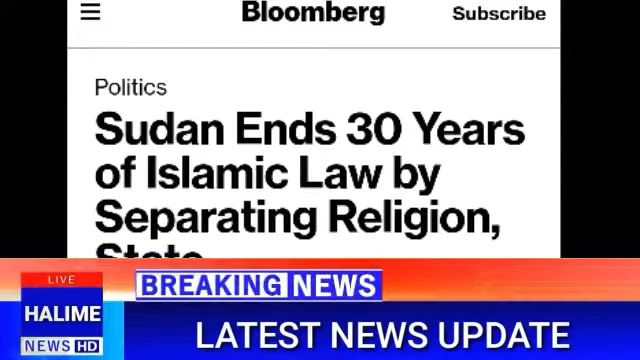 Bloomberg
Subscribe
Politics
Sudan Ends 30 Years
of Islamic Law by
Separating Religion,
State
LIVE
BREAKING NEWS
HALIME
NEWS HD
LATEST NEWS UPDATE